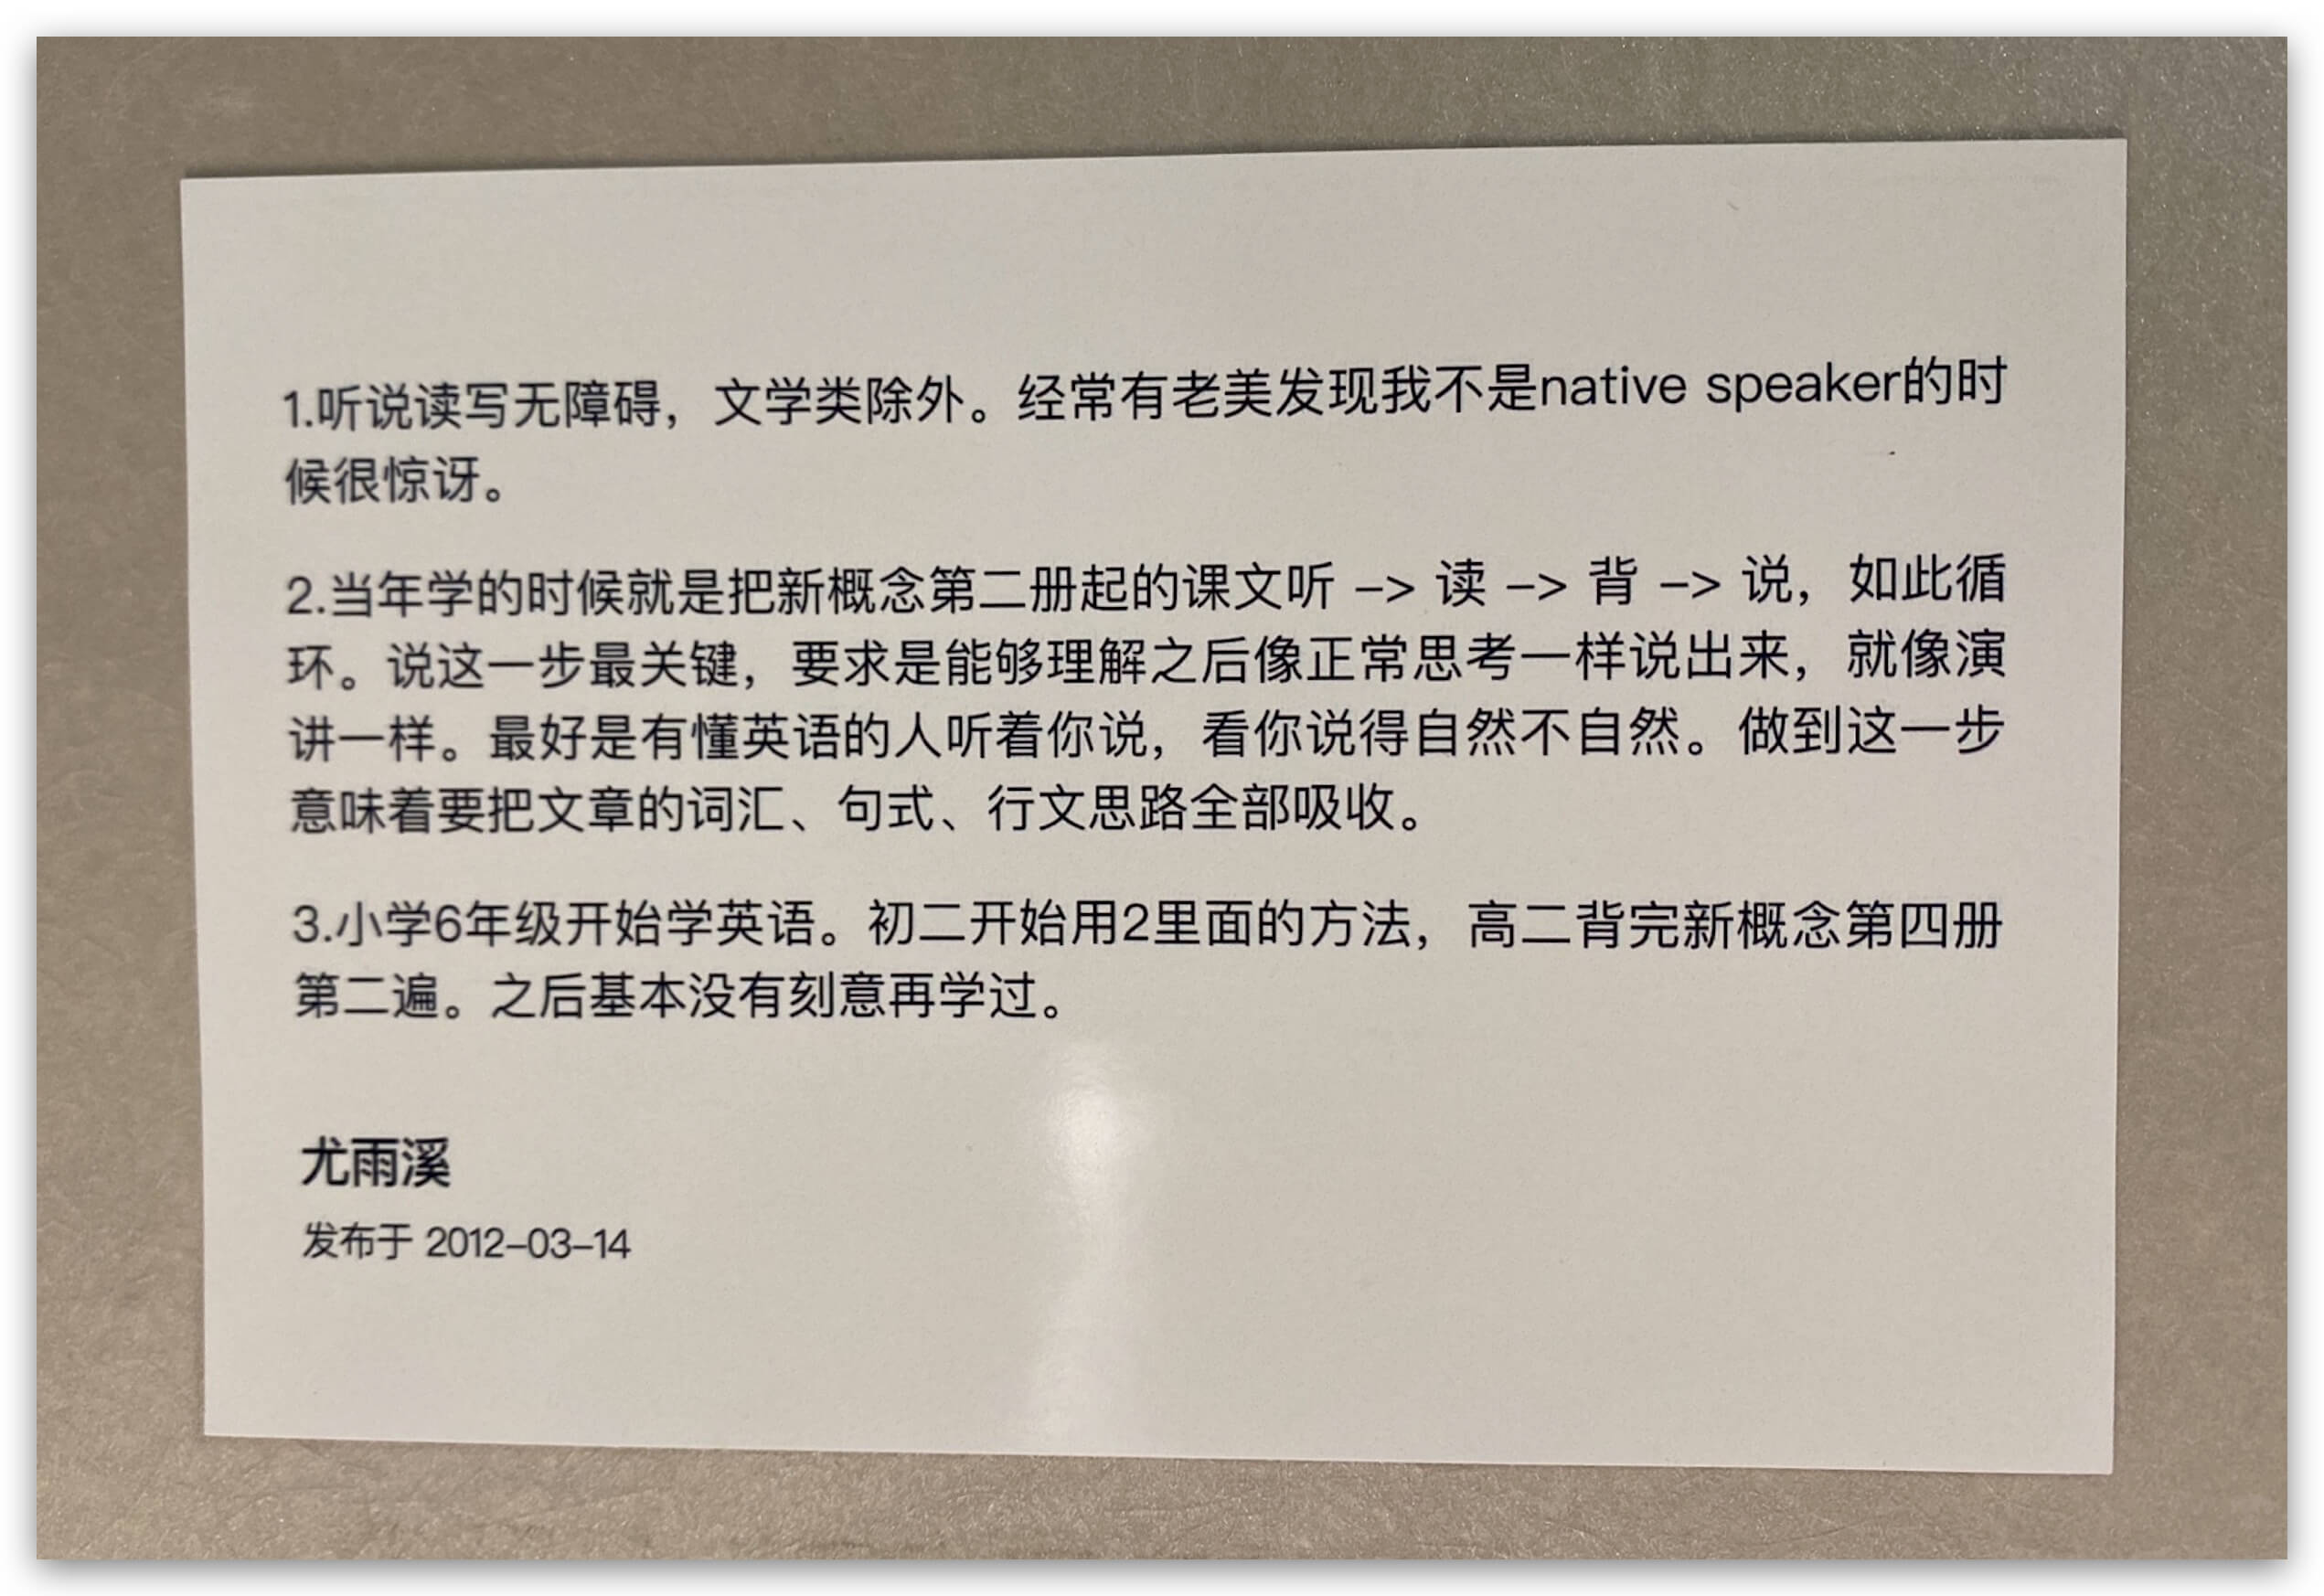 1.听说读写无障碍，文学类除外。经常有老美发现我不是native speaker的时
候很惊讶。
2.当年学的时候就是把新概念第二册起的课文听 –> 读 –> 背 –> 说，如此循
环。说这一步最关键，要求是能够理解之后像正常思考一样说出来，就像演
讲一样。最好是有懂英语的人听着你说，看你说得自然不自然。做到这一步
意味着要把文章的词汇、句式、行文思路全部吸收。
3.小学6年级开始学英语。初二开始用2里面的方法，高二背完新概念第四册
第二遍。之后基本没有刻意再学过。
尤雨溪
发布于 2012–03–14